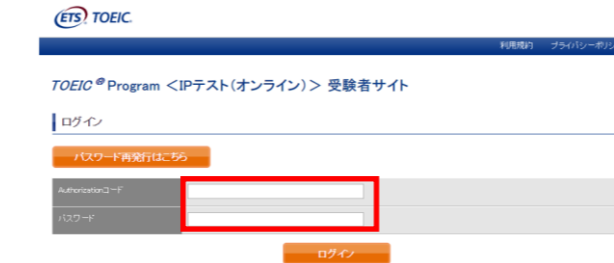 ETS TOEIC.
利用規約 プライバシーポリシ
TOEIC® Program ＜IPテスト（オンライン）＞ 受験者サイト
ログイン
パスワード再発行はこちら
Authorizationコード
パスワード
ログイン